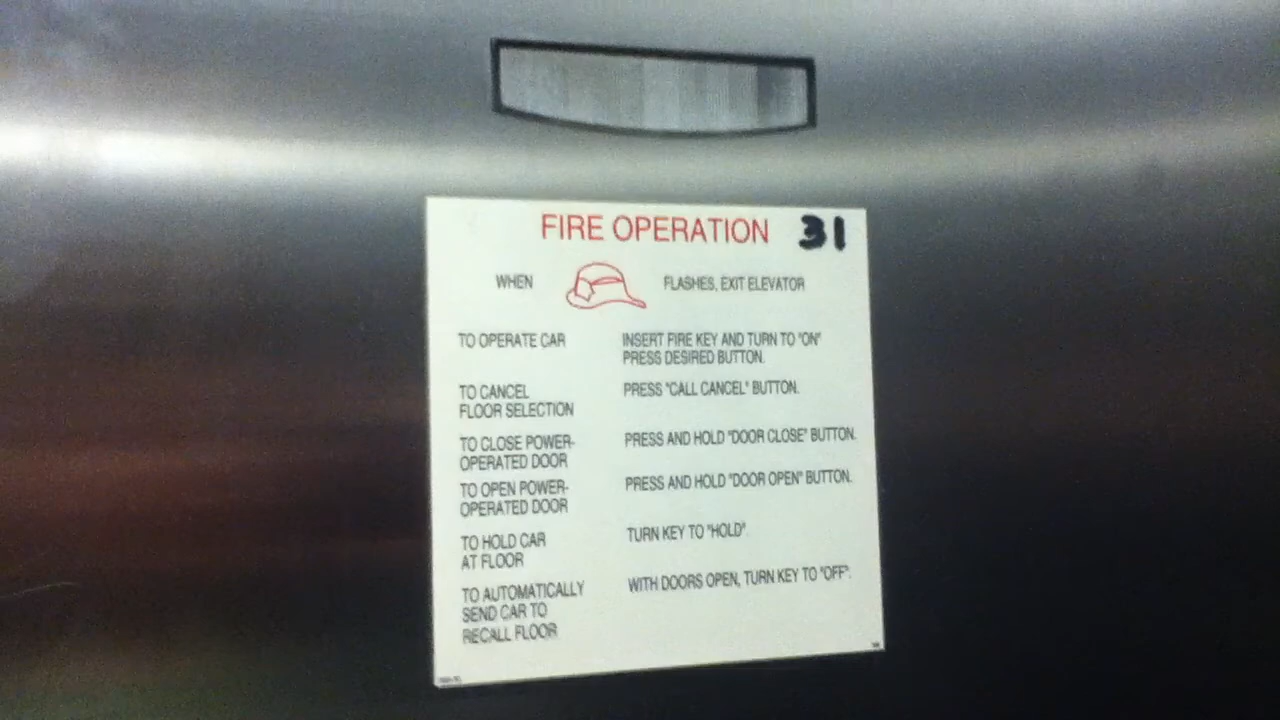 FIRE OPERATION 31
WHEN FLASHES, EXIT ELEVATOR
TO OPERATE CAR INSERT FIRE KEY AND TURN TO "ON"
PRESS DESIRED BUTTON.
TO CANCEL PRESS "CALL CANCEL" BUTTON.
FLOOR SELECTION
TO CLOSE POWER- PRESS AND HOLD "DOOR CLOSE" BUTTON.
OPERATED DOOR
TO OPEN POWER- PRESS AND HOLD "DOOR OPEN" BUTTON.
OPERATED DOOR
TO HOLD CAR TURN KEY TO "HOLD".
AT FLOOR
TO AUTOMATICALLY WITH DOORS OPEN, TURN KEY TO "OFF".
SEND CAR TO
RECALL FLOOR